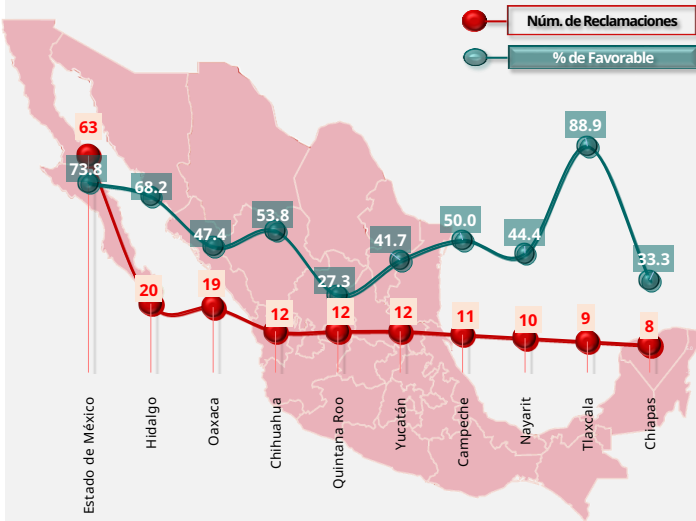 Núm. de Reclamaciones
% de Favorable
88.9
63
73.8
68.2
47.4
53.8
27.3
41.7
50.0
44.4
33.3
20
19
12
12
12
11
10
9
8
Estado de México
Hidalgo
Oaxaca
Chihuahua
Quintana Roo
Yucatán
Campeche
Nayarit
Tlaxcala
Chiapas